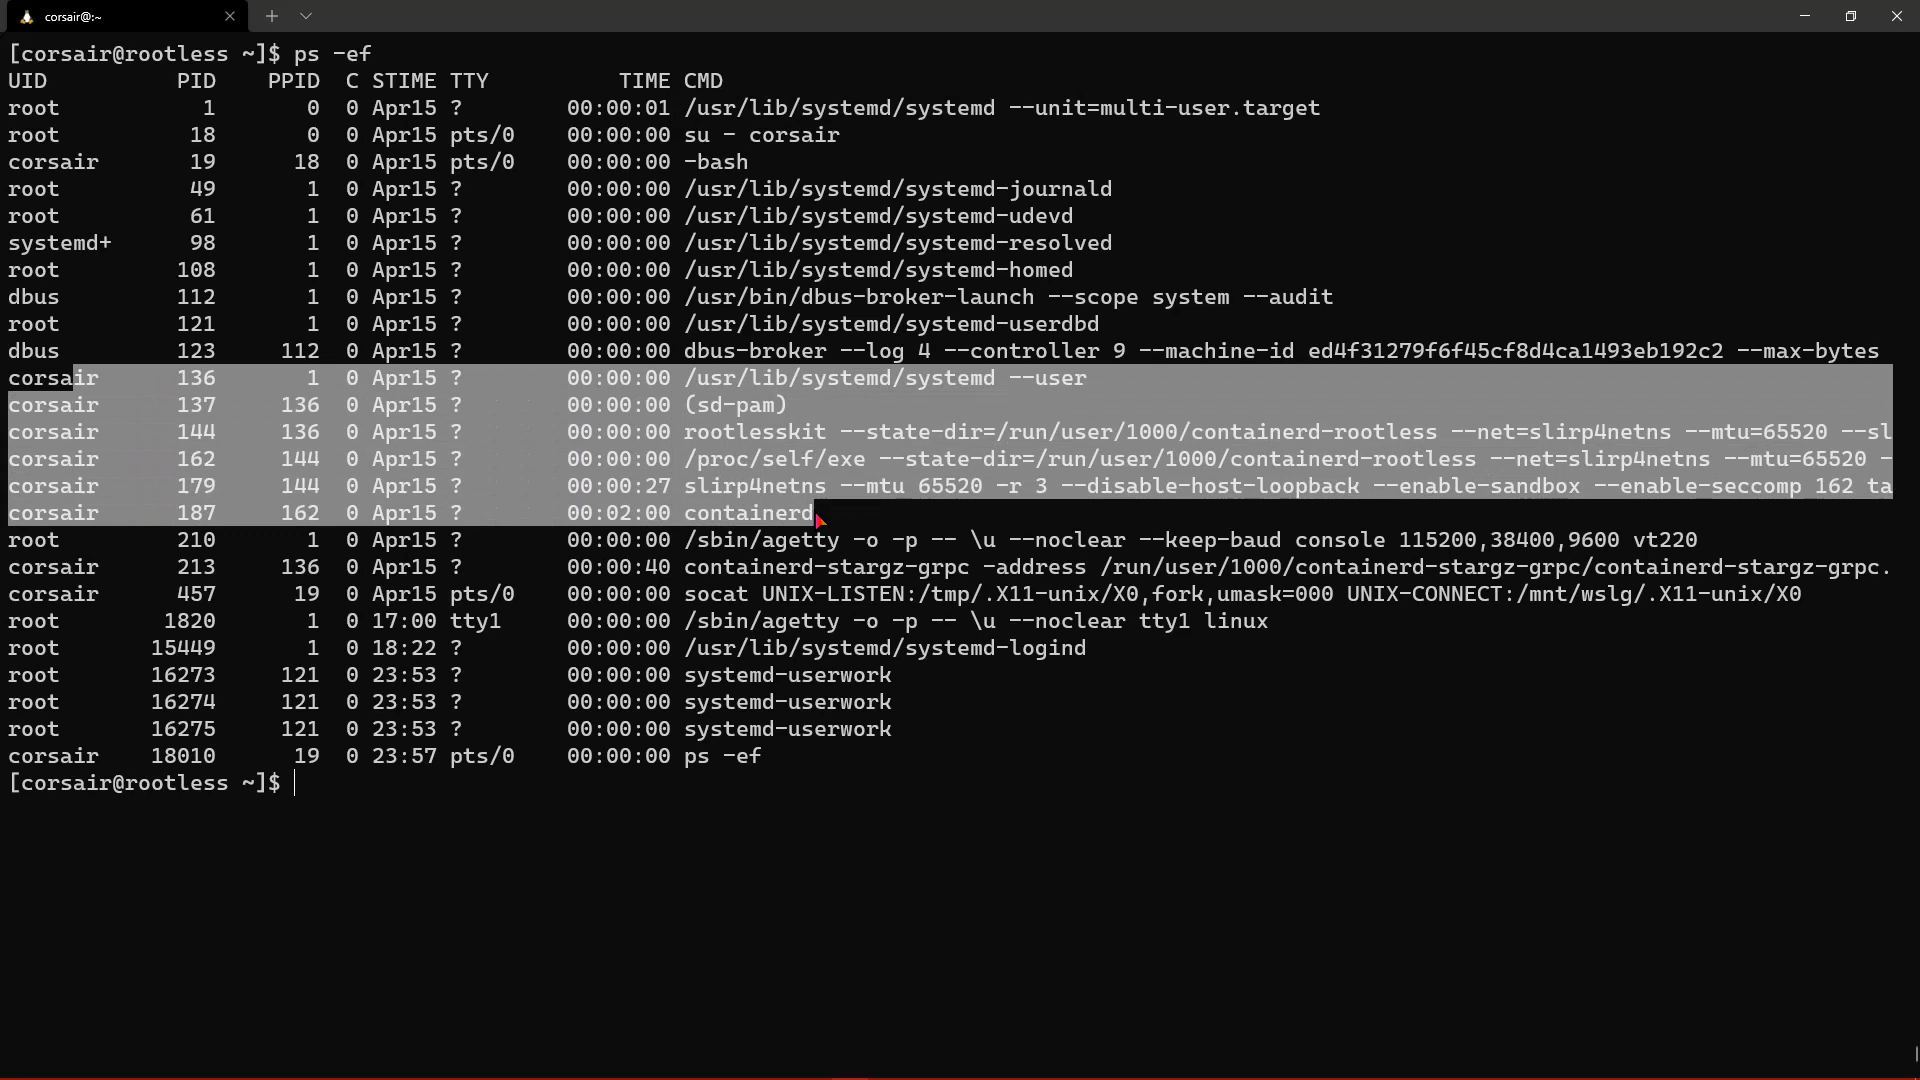 corsair@:~
[corsair@rootless ~]$ ps -ef
UID          PID    PPID  C STIME TTY          TIME CMD
root           1       0  0 Apr15 ?        00:00:01 /usr/lib/systemd/systemd --unit=multi-user.target
root          18       0  0 Apr15 pts/0    00:00:00 su - corsair
corsair       19      18  0 Apr15 pts/0    00:00:00 -bash
root          49       1  0 Apr15 ?        00:00:00 /usr/lib/systemd/systemd-journald
root          61       1  0 Apr15 ?        00:00:00 /usr/lib/systemd/systemd-udevd
systemd+      98       1  0 Apr15 ?        00:00:00 /usr/lib/systemd/systemd-resolved
root         108       1  0 Apr15 ?        00:00:00 /usr/lib/systemd/systemd-homed
dbus         112       1  0 Apr15 ?        00:00:00 /usr/bin/dbus-broker-launch --scope system --audit
root         121       1  0 Apr15 ?        00:00:00 /usr/lib/systemd/systemd-userdbd
dbus         123     112  0 Apr15 ?        00:00:00 dbus-broker --log 4 --controller 9 --machine-id ed4f31279f6f45cf8d4ca1493eb192c2 --max-bytes
corsair      136       1  0 Apr15 ?        00:00:00 /usr/lib/systemd/systemd --user
corsair      137     136  0 Apr15 ?        00:00:00 (sd-pam)
corsair      144     136  0 Apr15 ?        00:00:00 rootlesskit --state-dir=/run/user/1000/containerd-rootless --net=slirp4netns --mtu=65520 --sl
corsair      162     144  0 Apr15 ?        00:00:00 /proc/self/exe --state-dir=/run/user/1000/containerd-rootless --net=slirp4netns --mtu=65520 -
corsair      179     144  0 Apr15 ?        00:00:27 slirp4netns --mtu 65520 -r 3 --disable-host-loopback --enable-sandbox --enable-seccomp 162 ta
corsair      187     162  0 Apr15 ?        00:02:00 containerd
root         210       1  0 Apr15 ?        00:00:00 /sbin/agetty -o -p -- \u --noclear --keep-baud console 115200,38400,9600 vt220
corsair      213     136  0 Apr15 ?        00:00:40 containerd-stargz-grpc -address /run/user/1000/containerd-stargz-grpc/containerd-stargz-grpc.
corsair      457      19  0 Apr15 pts/0    00:00:00 socat UNIX-LISTEN:/tmp/.X11-unix/X0,fork,umask=000 UNIX-CONNECT:/mnt/wslg/.X11-unix/X0
root        1820       1  0 17:00 tty1     00:00:00 /sbin/agetty -o -p -- \u --noclear tty1 linux
root       15449       1  0 18:22 ?        00:00:00 /usr/lib/systemd/systemd-logind
root       16273     121  0 23:53 ?        00:00:00 systemd-userwork
root       16274     121  0 23:53 ?        00:00:00 systemd-userwork
root       16275     121  0 23:53 ?        00:00:00 systemd-userwork
corsair    18010      19  0 23:57 pts/0    00:00:00 ps -ef
[corsair@rootless ~]$